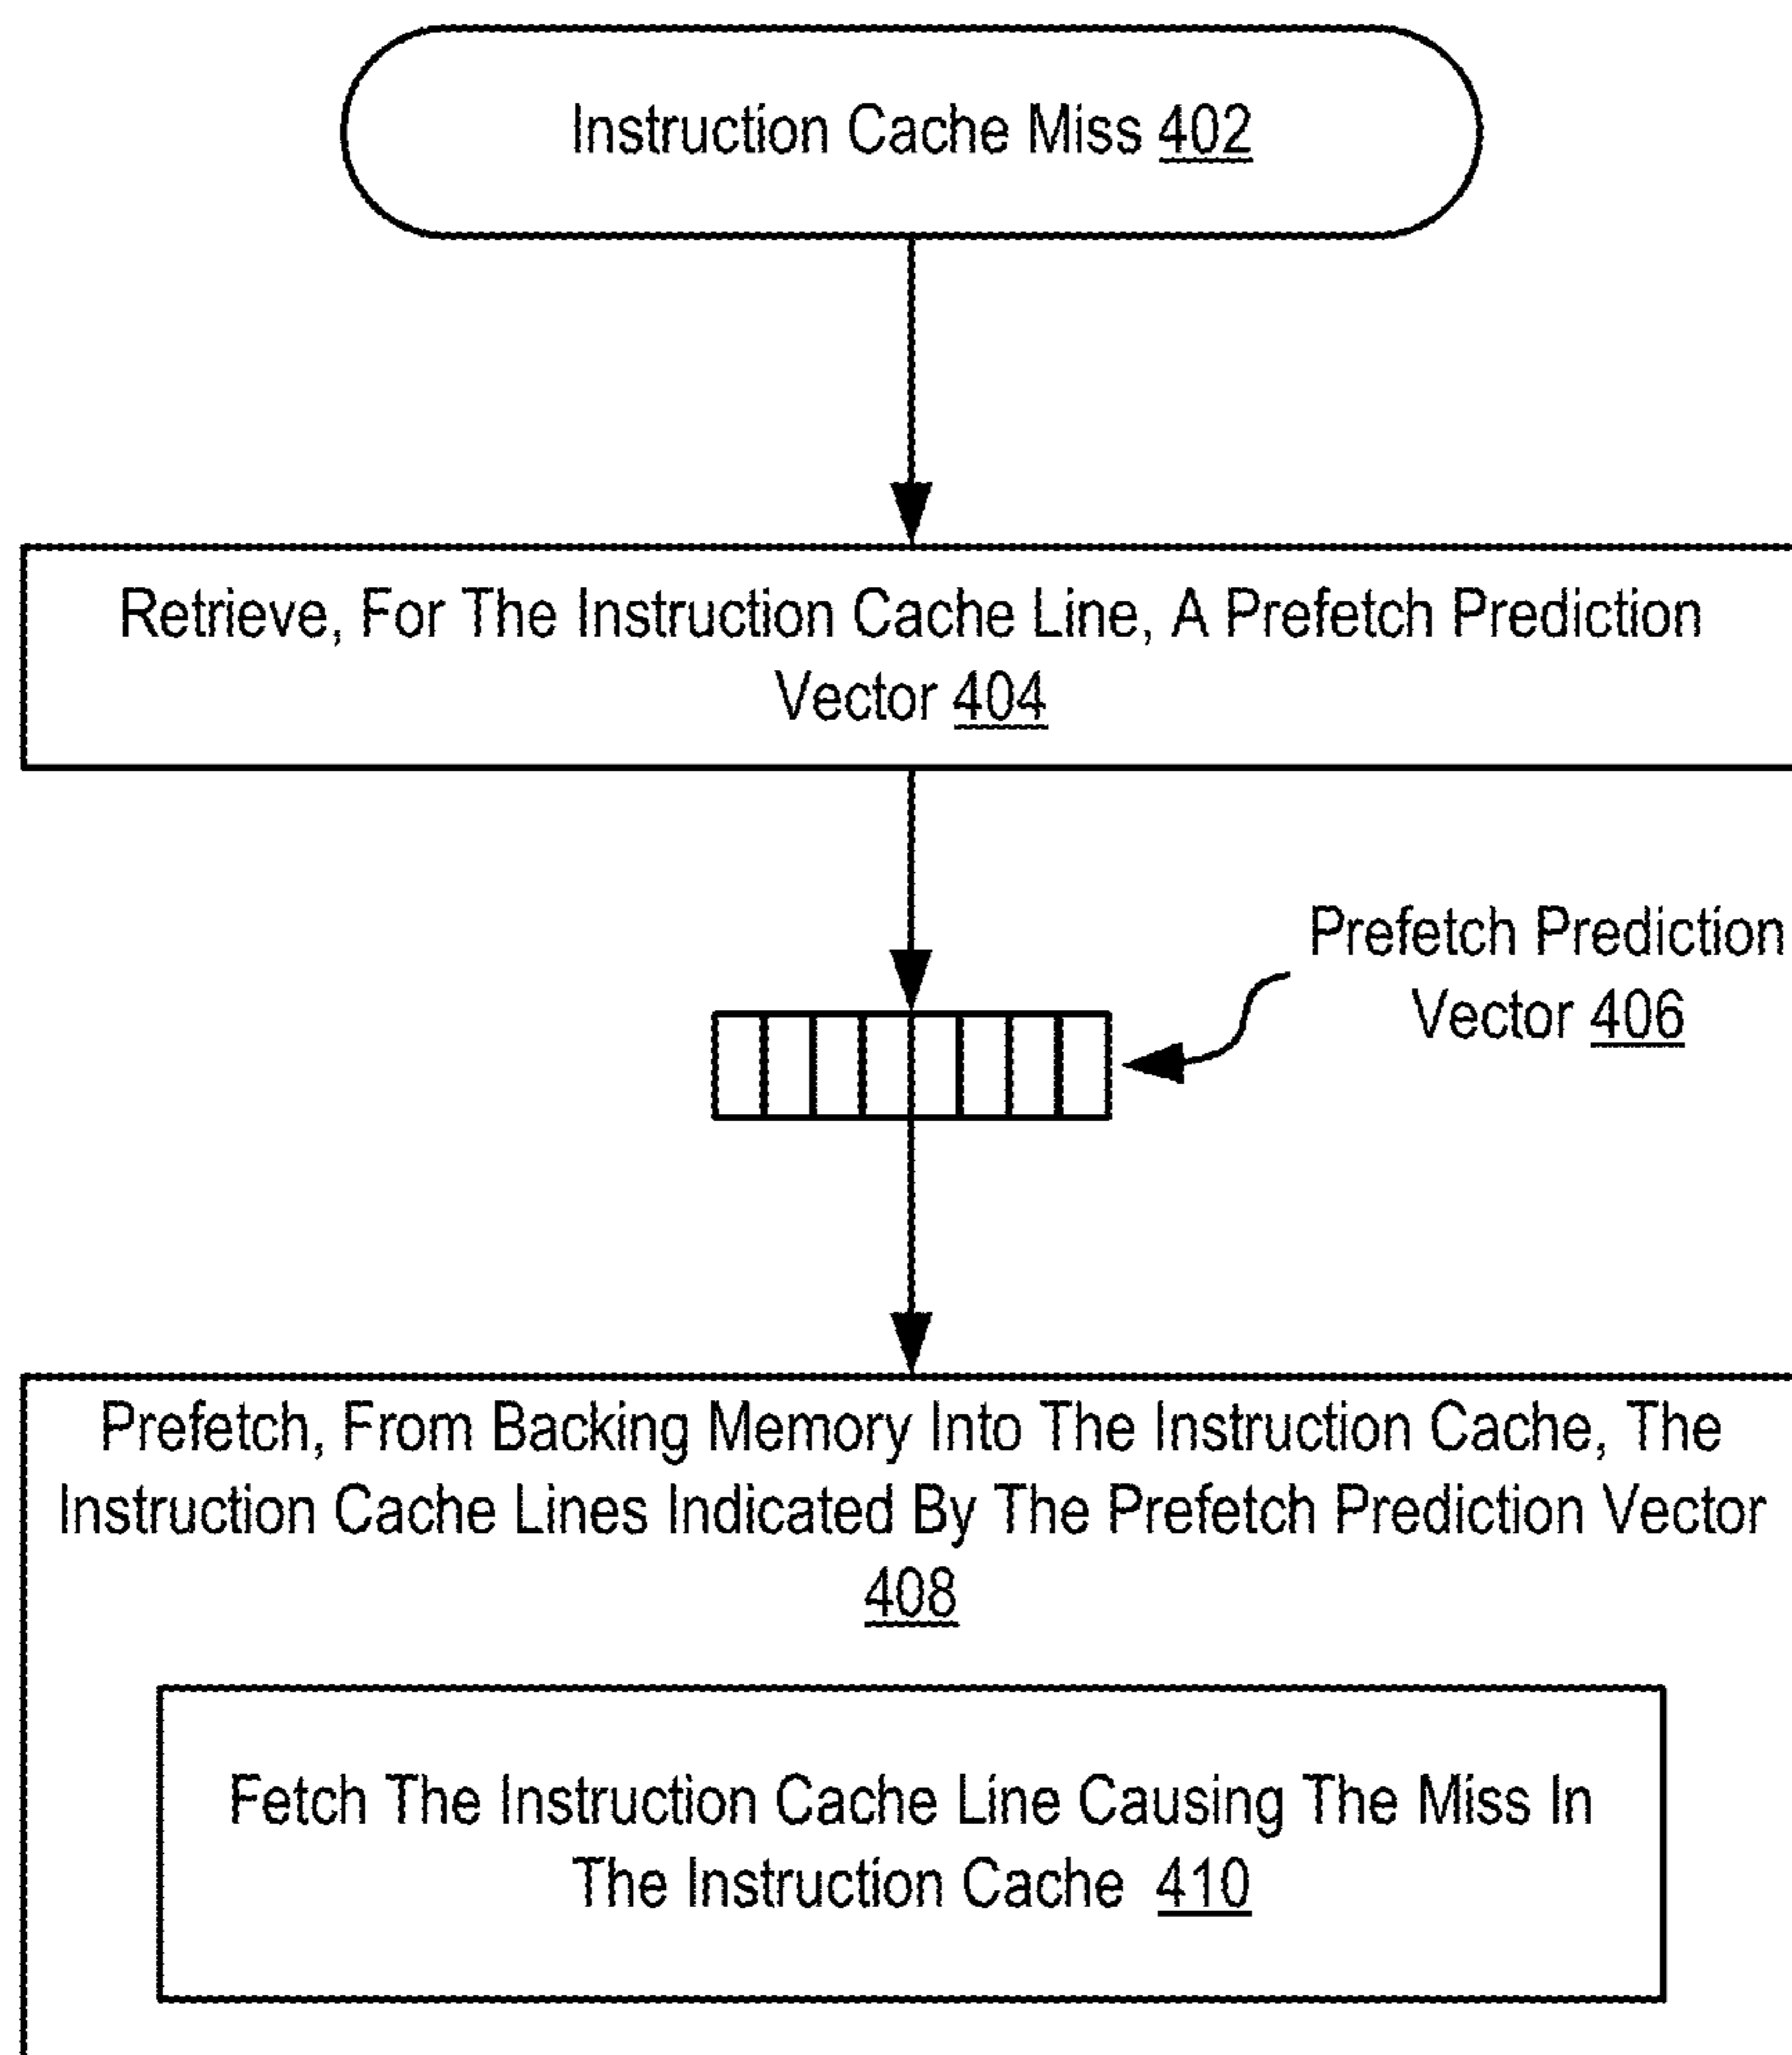 Instruction Cache Miss 402
Retrieve, For The Instruction Cache Line, A Prefetch Prediction
Vector 404
Prefetch Prediction
Vector 406
Prefetch, From Backing Memory Into The Instruction Cache, The
Instruction Cache Lines Indicated By The Prefetch Prediction Vector
408
Fetch The Instruction Cache Line Causing The Miss In
The Instruction Cache 410